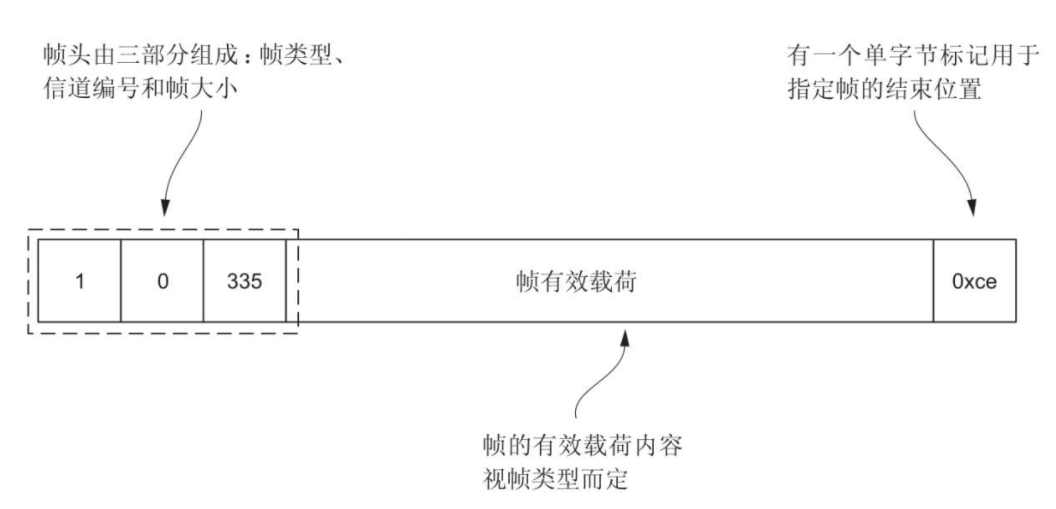 帧头由三部分组成：帧类型、
信道编号和帧大小
有一个单字节标记用于
指定帧的结束位置
1
0
335
帧有效载荷
0xce
帧的有效载荷内容
视帧类型而定